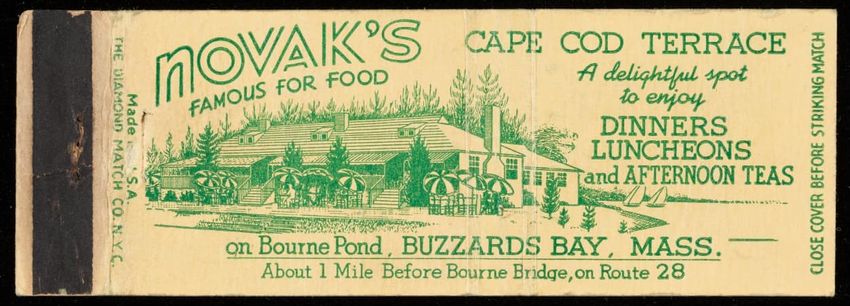 NOVAK'S
FAMOUS FOR FOOD
CAPE COD TERRACE
A delightful spot
to enjoy
DINNERS
LUNCHEONS
and AFTERNOON TEAS
on Bourne Pond, BUZZARDS BAY, MASS.
About 1 Mile Before Bourne Bridge, on Route 28
CLOSE COVER BEFORE STRIKING MATCH
Made U.S.A
THE DIAMOND MATCH CO. N.Y.C.